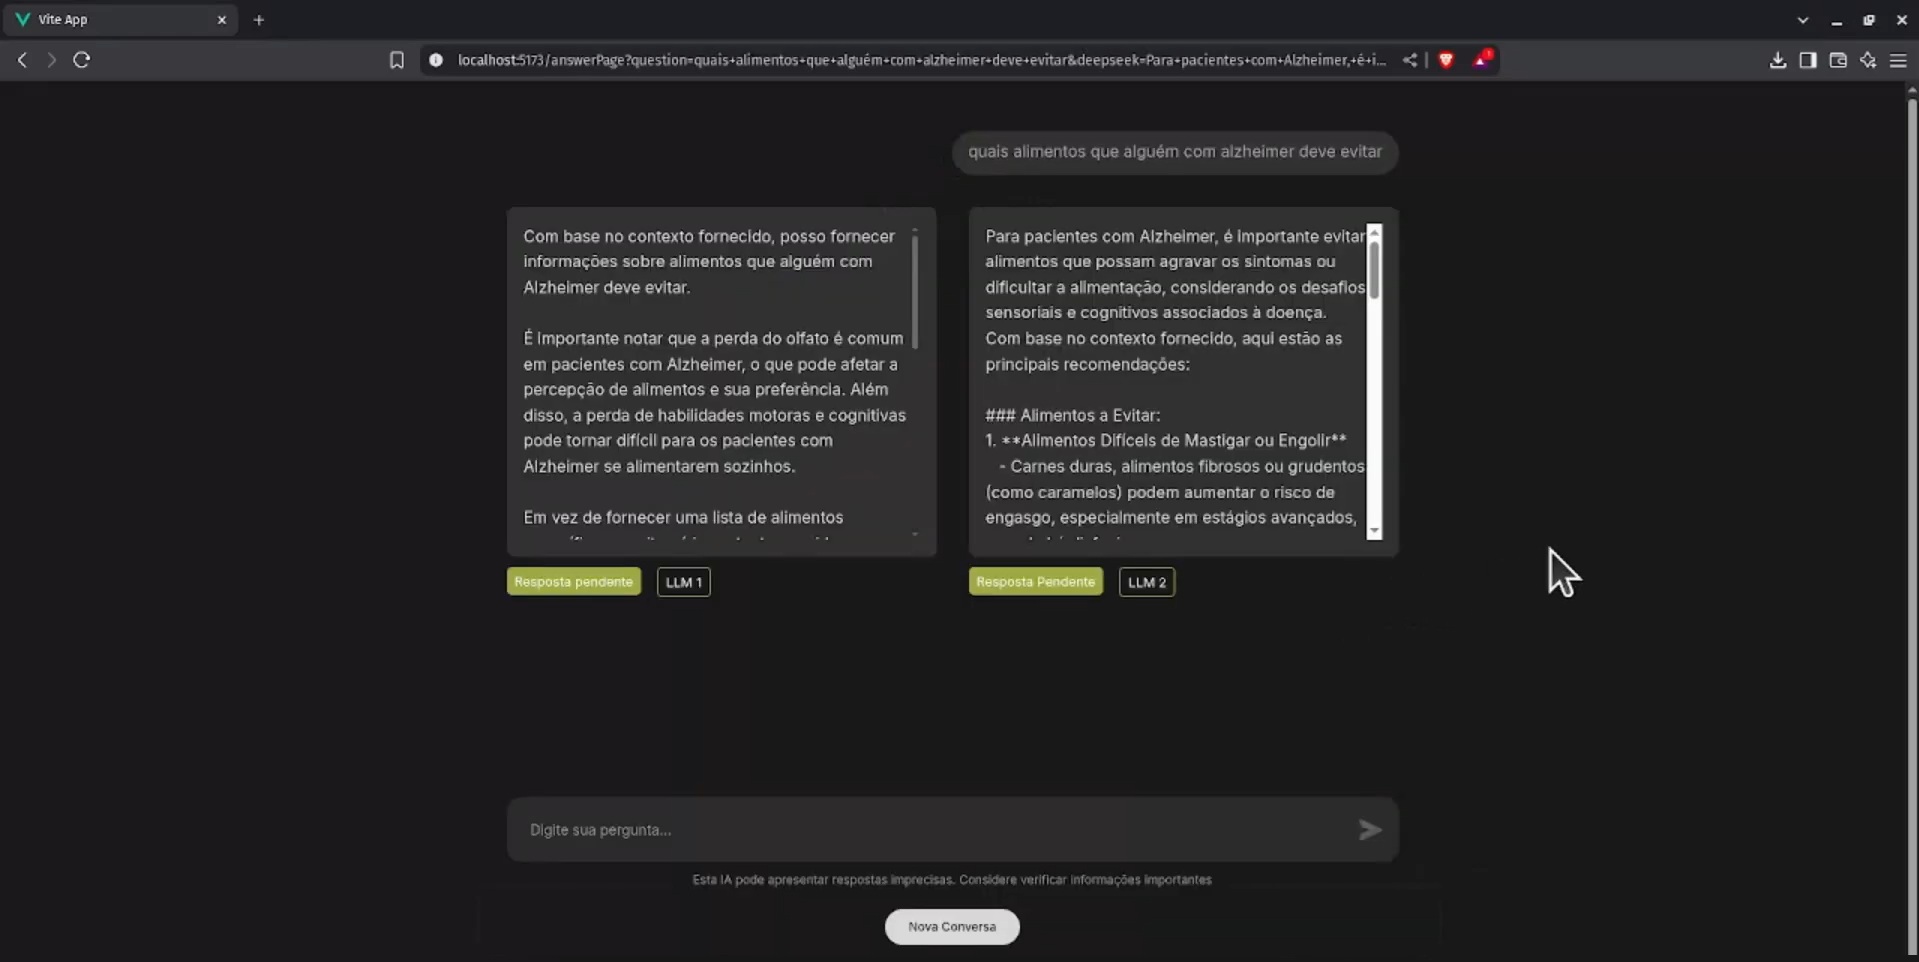 Vite App
localhost:5173/answerPage?question=quais+alimentos+que+alguém+com+alzheimer+deve+evitar&deepseek=Para+pacientes+com+Alzheimer,+é+i...
1
quais alimentos que alguém com alzheimer deve evitar
Com base no contexto fornecido, posso fornecer
informações sobre alimentos que alguém com
Alzheimer deve evitar.
É importante notar que a perda do olfato é comum
em pacientes com Alzheimer, o que pode afetar a
percepção de alimentos e sua preferência. Além
disso, a perda de habilidades motoras e cognitivas
pode tornar difícil para os pacientes com
Alzheimer se alimentarem sozinhos.
Em vez de fornecer uma lista de alimentos
Resposta pendente
LLM 1
Para pacientes com Alzheimer, é importante evitar
alimentos que possam agravar os sintomas ou
dificultar a alimentação, considerando os desafios
sensoriais e cognitivos associados à doença.
Com base no contexto fornecido, aqui estão as
principais recomendações:
### Alimentos a Evitar:
1. **Alimentos Difíceis de Mastigar ou Engolir**
- Carnes duras, alimentos fibrosos ou grudentos
(como caramelos) podem aumentar o risco de
engasgo, especialmente em estágios avançados,
Resposta Pendente
LLM 2
Digite sua pergunta...
Esta IA pode apresentar respostas imprecisas. Considere verificar informações importantes
Nova Conversa